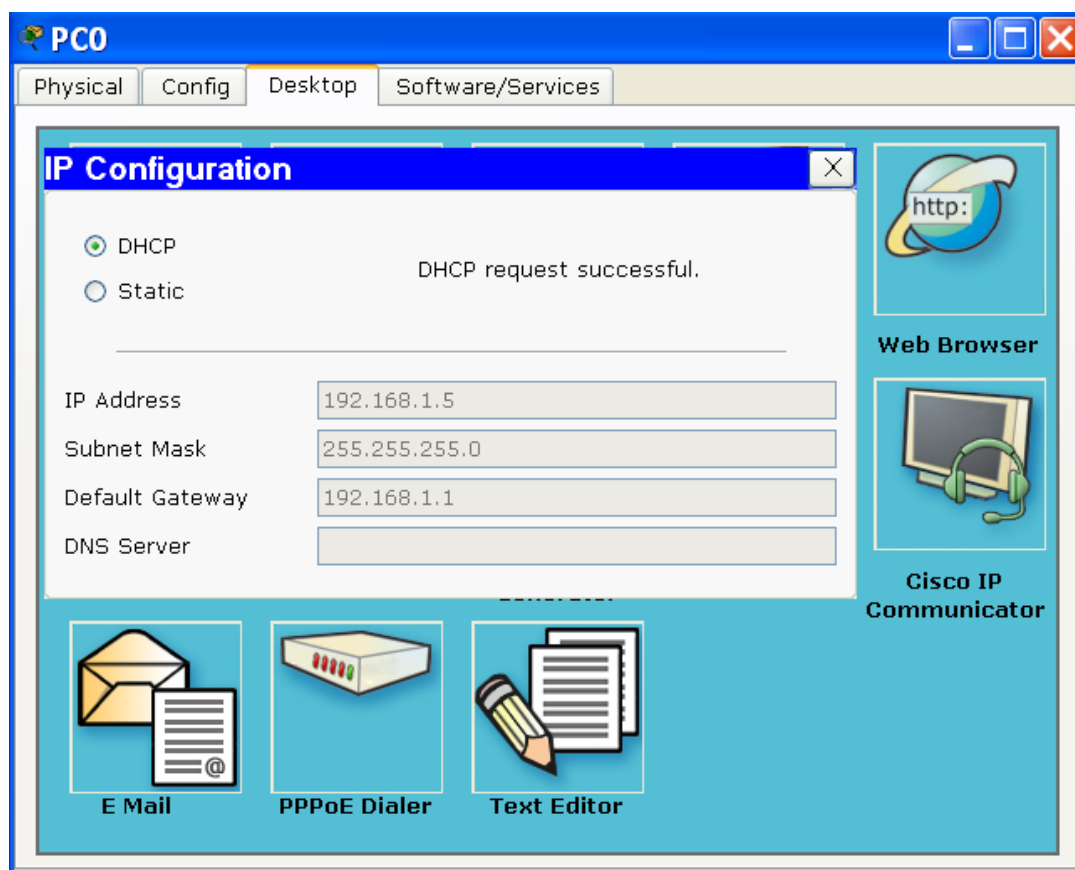 PC0
Physical Config Desktop Software/Services
IP Configuration
DHCP
Static
DHCP request successful.
IP Address 192.168.1.5
Subnet Mask 255.255.255.0
Default Gateway 192.168.1.1
DNS Server
http:
Web Browser
Cisco IP
Communicator
@
E Mail
PPPoE Dialer
Text Editor